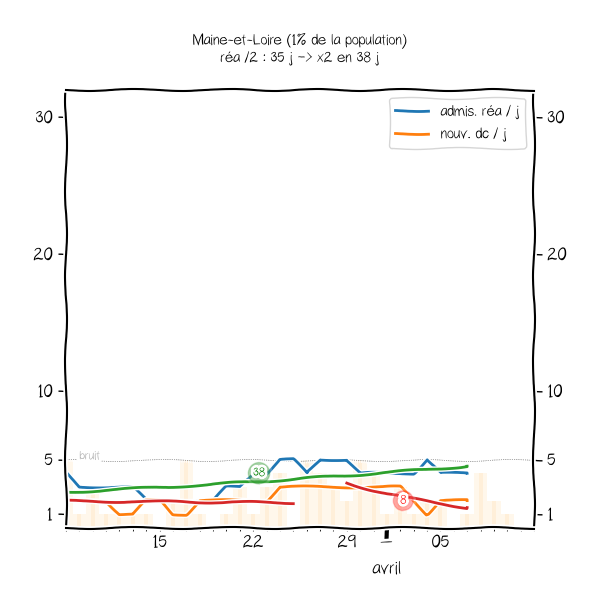 Maine-et-Loire (1% de la population)
réa /2 : 35 j -> x2 en 38 j
admis. réa / j
nouv. dc / j
30
30
20
20
10
10
5
bruit
5
38
8
1
1
15
22
29
1
05
avril